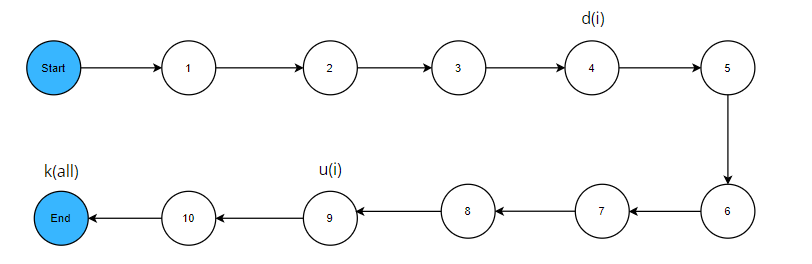 d(i)
Start 1 2 3 4 5
k(all) u(i)
End 10 9 8 7 6